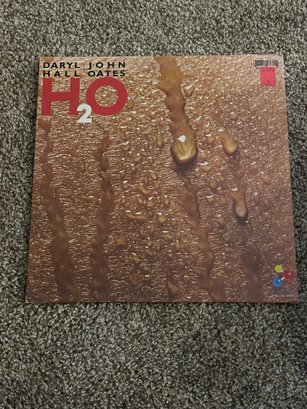 DARYL JOHN
HALL OATES
H2O